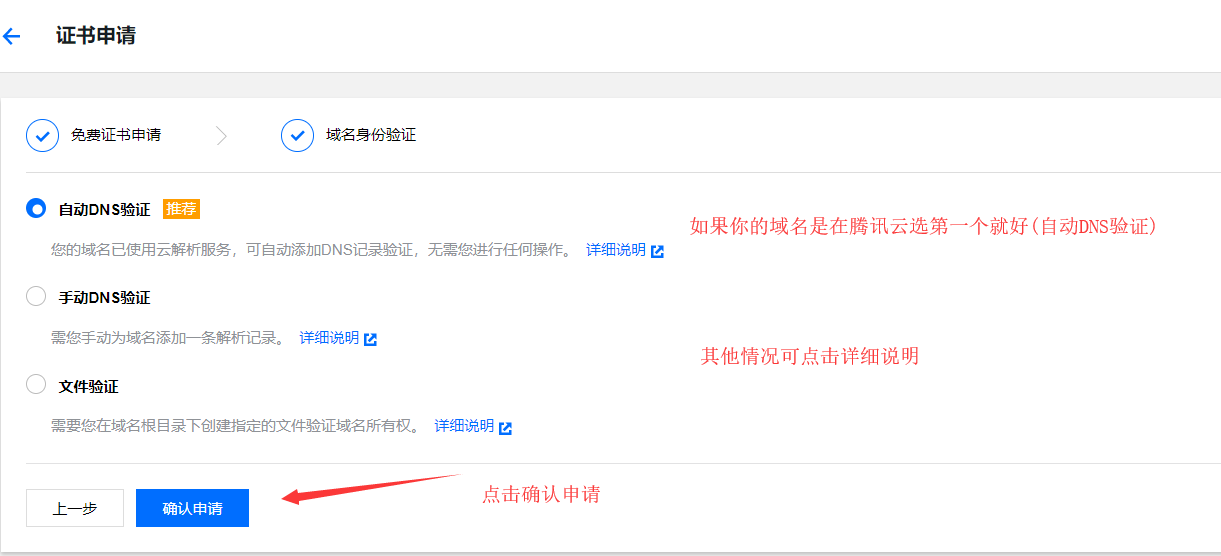 证书申请
免费证书申请
域名身份验证
自动DNS验证 推荐
您的域名已使用云解析服务，可自动添加DNS记录验证，无需您进行任何操作。 详细说明
如果你的域名是在腾讯云选第一个就好(自动DNS验证)
手动DNS验证
需您手动为域名添加一条解析记录。 详细说明
其他情况可点击详细说明
文件验证
需要您在域名根目录下创建指定的文件验证域名所有权。 详细说明
上一步
确认申请
点击确认申请